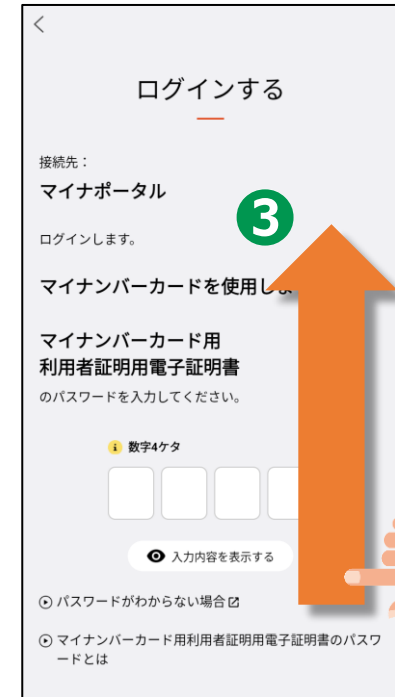 ログインする
接続先：
マイナポータル
3
ログインします。
マイナンバーカードを使用しま
マイナンバーカード用
利用者証明用電子証明書
のパスワードを入力してください。
i 数字4ケタ
入力内容を表示する
パスワードがわからない場合
マイナンバーカード用利用者証明用電子証明書のパスワ
ードとは